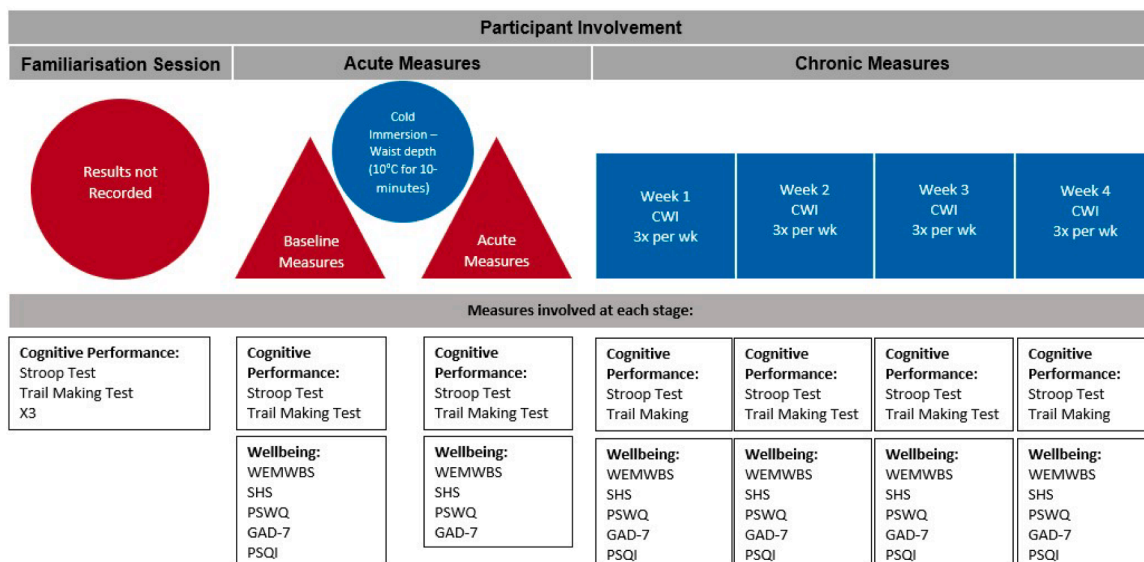 Participant Involvement
Familiarisation Session
Acute Measures
Chronic Measures
Results not
Recorded
Baseline
Measures
Cold
Immersion –
Waist depth
(10°C for 10-
minutes)
Acute
Measures
Week 1
CWI
3x per wk
Week 2
CWI
3x per wk
Week 3
CWI
3x per wk
Week 4
CWI
3x per wk
Measures involved at each stage:
Cognitive Performance:
Stroop Test
Trail Making Test
X3
Cognitive
Performance:
Stroop Test
Trail Making Test
Wellbeing:
WEMWBS
SHS
PSWQ
GAD-7
PSQI
Cognitive
Performance:
Stroop Test
Trail Making Test
Wellbeing:
WEMWBS
SHS
PSWQ
GAD-7
Cognitive
Performance:
Stroop Test
Trail Making
Wellbeing:
WEMWBS
SHS
PSWQ
GAD-7
PSQI
Cognitive
Performance:
Stroop Test
Trail Making Test
Wellbeing:
WEMWBS
SHS
PSWQ
GAD-7
PSQI
Cognitive
Performance:
Stroop Test
Trail Making Test
Wellbeing:
WEMWBS
SHS
PSWQ
GAD-7
PSQI
Cognitive
Performance:
Stroop Test
Trail Making
Wellbeing:
WEMWBS
SHS
PSWQ
GAD-7
PSQI